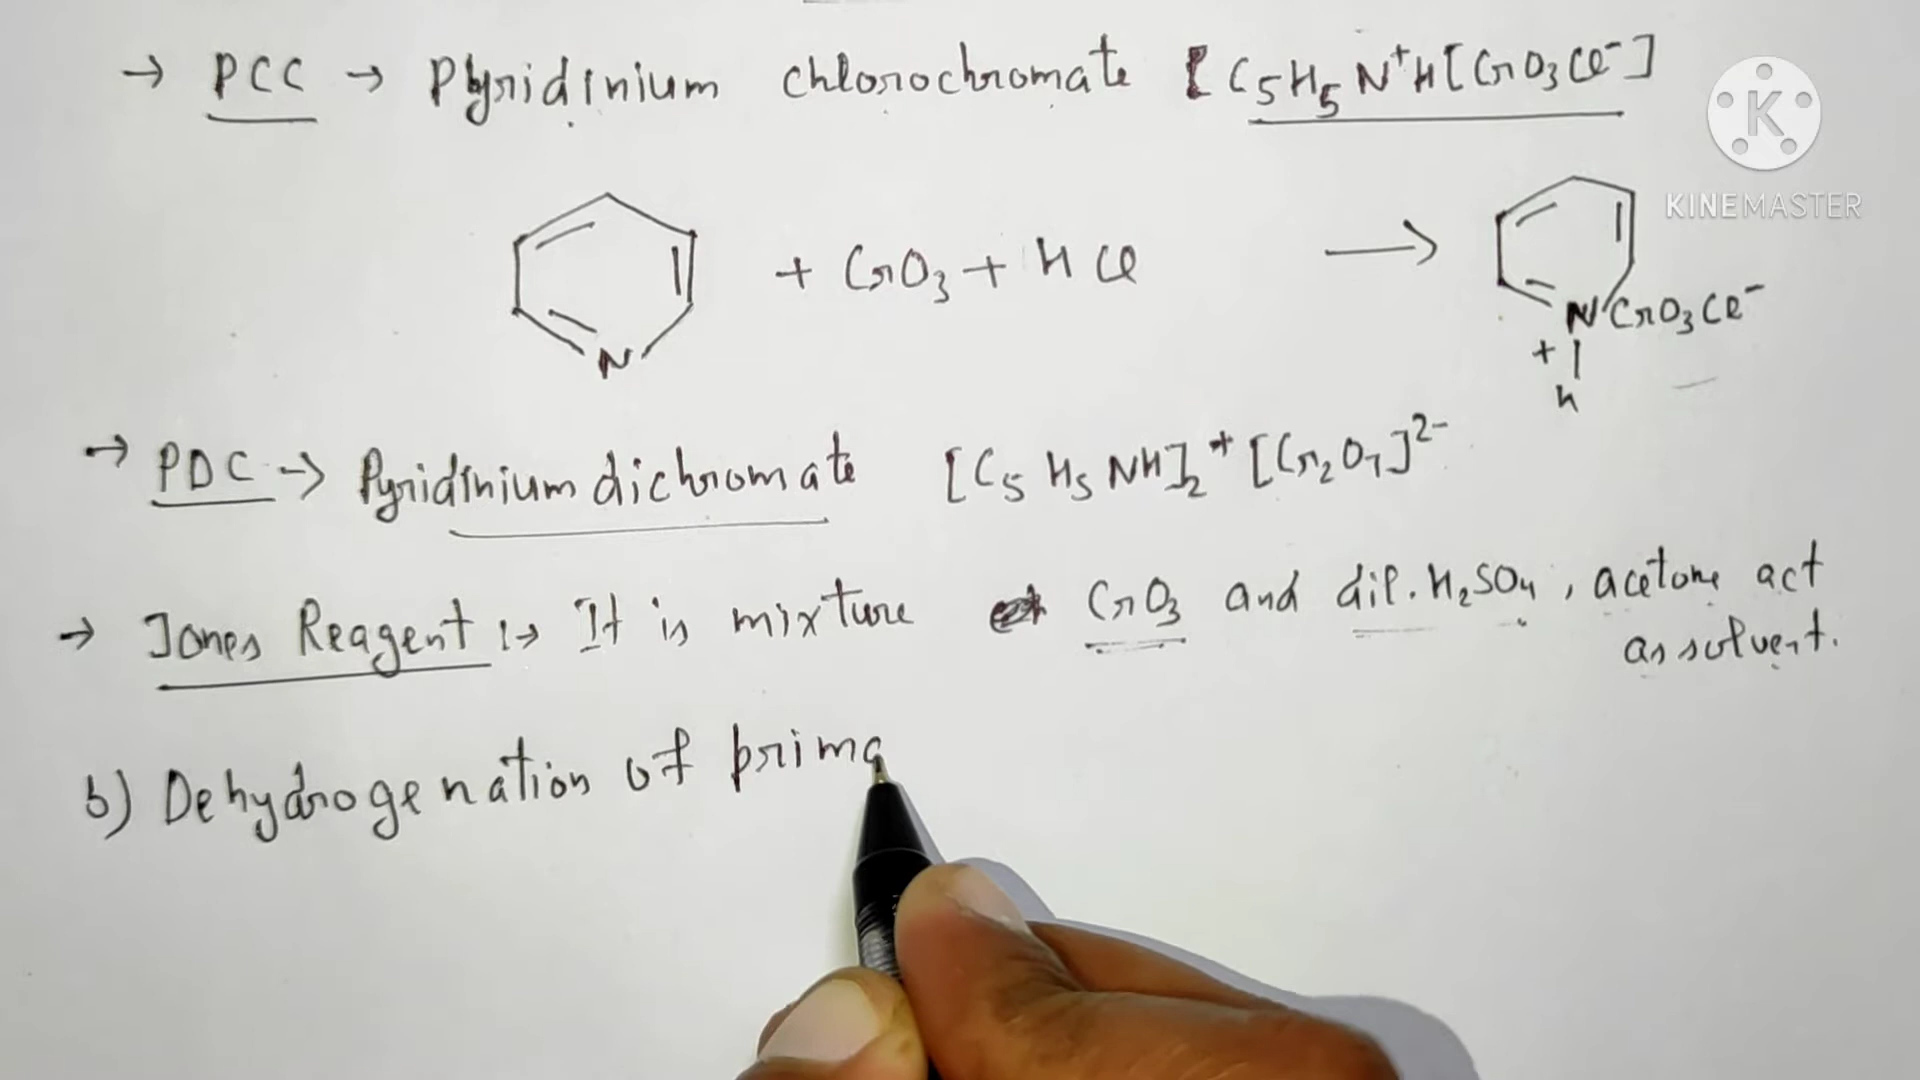 → PCC → Pyridinium chlorochromate [C5H5N+H[CrO3Cl-]
K
KINEMASTER
N + CrO3 + HCl → N CrO3Cl-
+
H
→ PDC → Pyridinium dichromate [C5H5NH]2+ [Cr2O7]2-
→ Jones Reagent :→ It is mixture of CrO3 and dil. H2SO4, acetone act
as solvent.
b) Dehydrogenation of prima